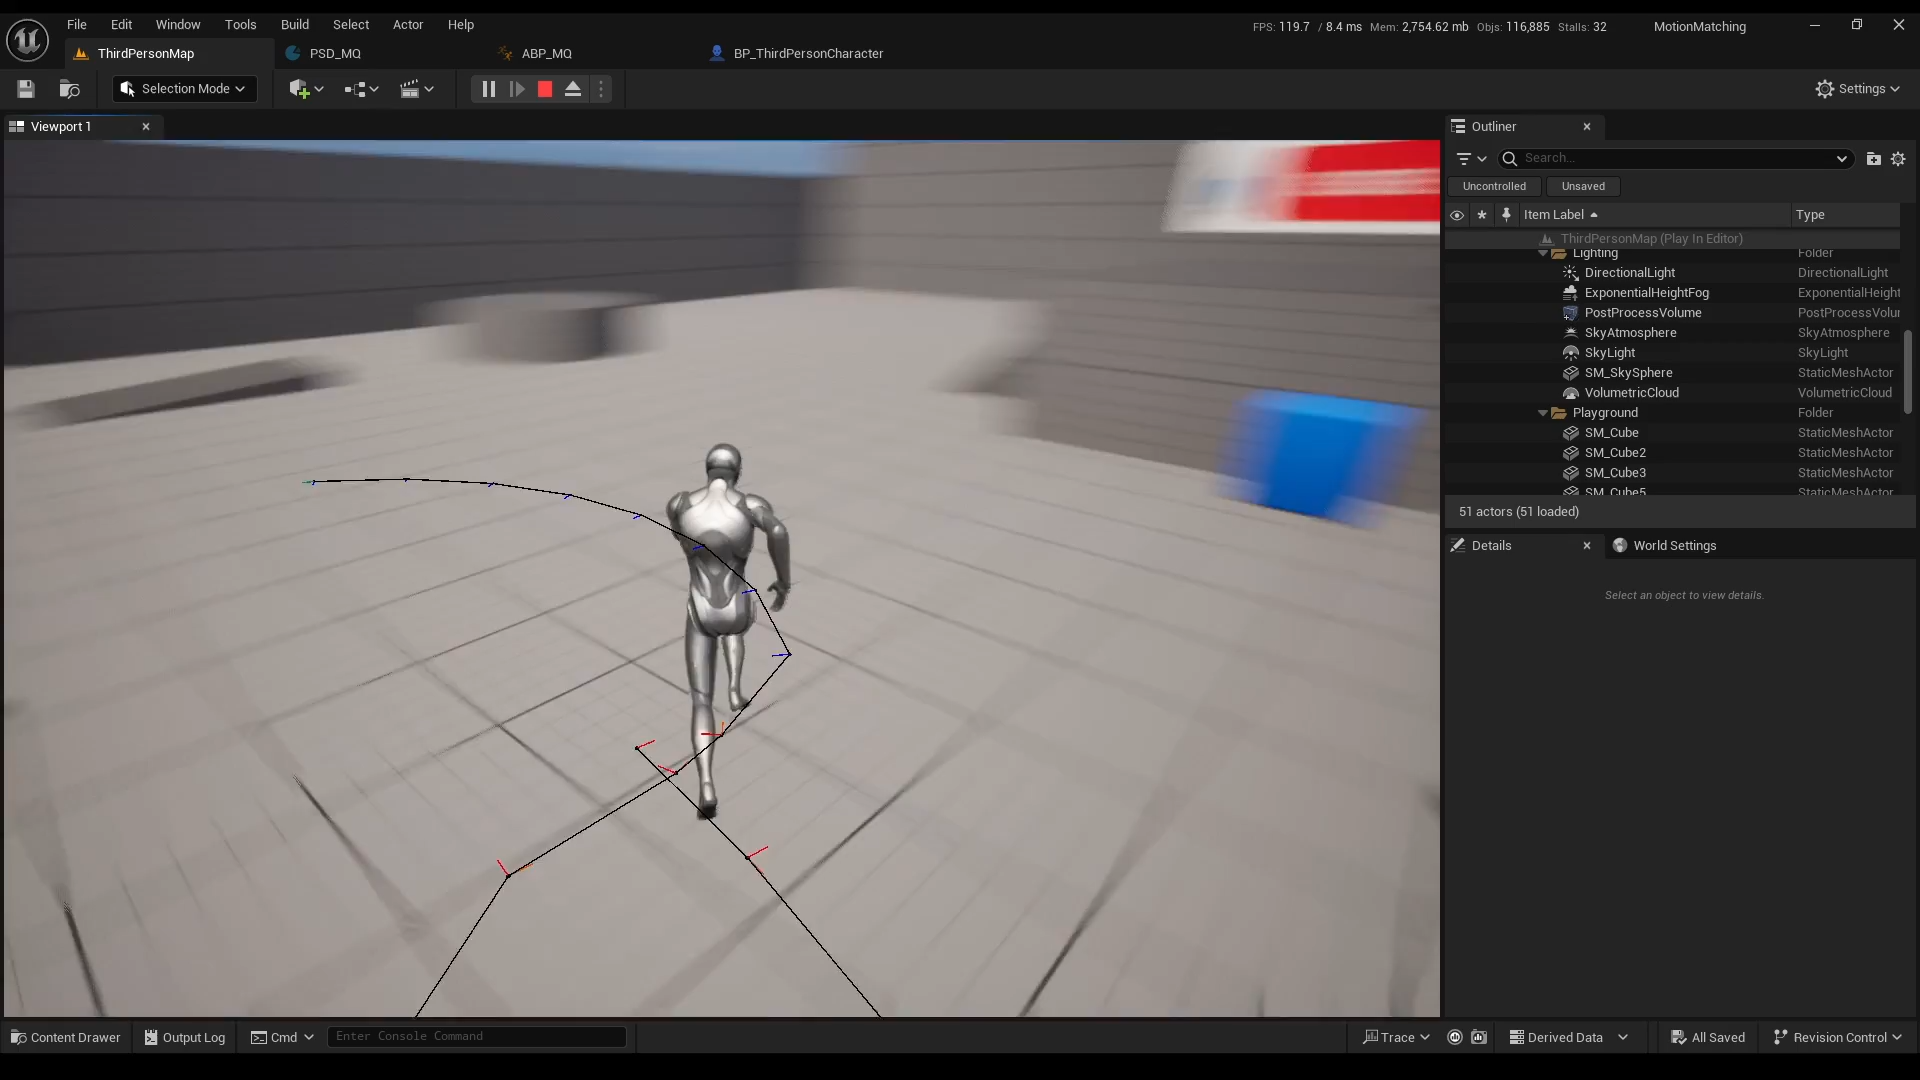 File Edit Window Tools Build Select Actor Help
FPS: 119.7 / 8.4 ms Mem: 2,754.62 mb Objs: 116,885 Stalls: 32
MotionMatching
ThirdPersonMap
PSD_MQ
ABP_MQ
BP_ThirdPersonCharacter
Selection Mode
Settings
Viewport 1
Outliner
Search...
Uncontrolled
Unsaved
Item Label
Type
ThirdPersonMap (Play In Editor)
Lighting Folder
DirectionalLight DirectionalLight
ExponentialHeightFog ExponentialHeight
PostProcessVolume PostProcessVolur
SkyAtmosphere SkyAtmosphere
SkyLight SkyLight
SM_SkySphere StaticMeshActor
VolumetricCloud VolumetricCloud
Playground Folder
SM_Cube StaticMeshActor
SM_Cube2 StaticMeshActor
SM_Cube3 StaticMeshActor
SM_Cube5 StaticMeshActor
51 actors (51 loaded)
Details
World Settings
Select an object to view details.
Content Drawer
Output Log
Cmd
Enter Console Command
Trace
Derived Data
All Saved
Revision Control